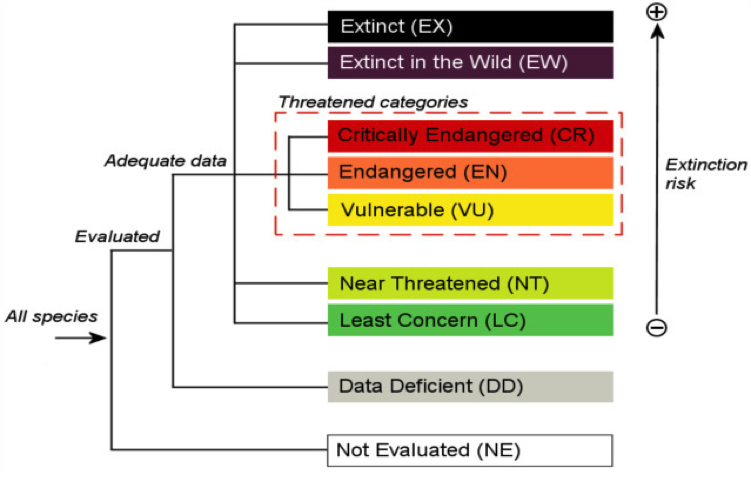 Extinct (EX)
Extinct in the Wild (EW)
Threatened categories
Critically Endangered (CR)
Adequate data
Endangered (EN)
Extinction
risk
Vulnerable (VU)
Evaluated
Near Threatened (NT)
All species
Least Concern (LC)
Data Deficient (DD)
Not Evaluated (NE)